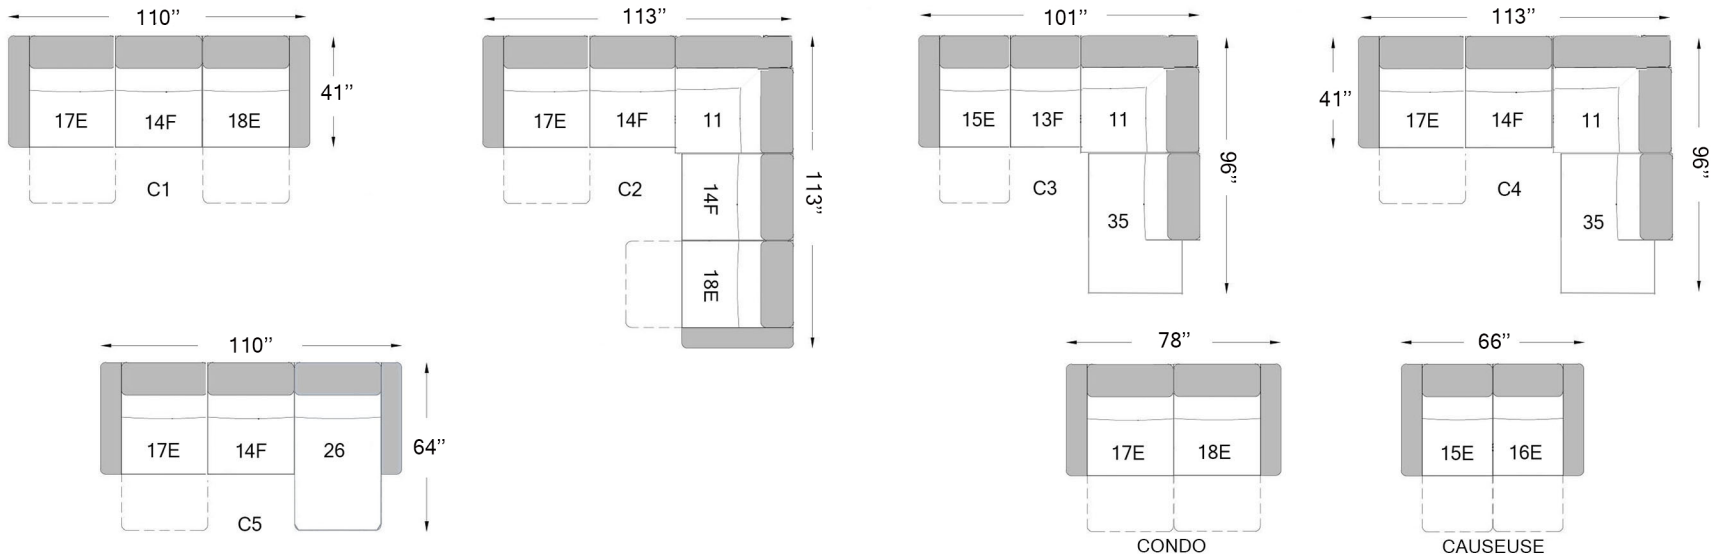 110’’
17E 14F 18E
41’’
C1
113’’
17E 14F 11
14F
18E
113’’
C2
101’’
15E 13F 11
35
96’’
C3
113’’
41’’
17E 14F 11
35
96’’
C4
110’’
17E 14F 26
64’’
C5
78’’
17E 18E
CONDO
66’’
15E 16E
CAUSEUSE